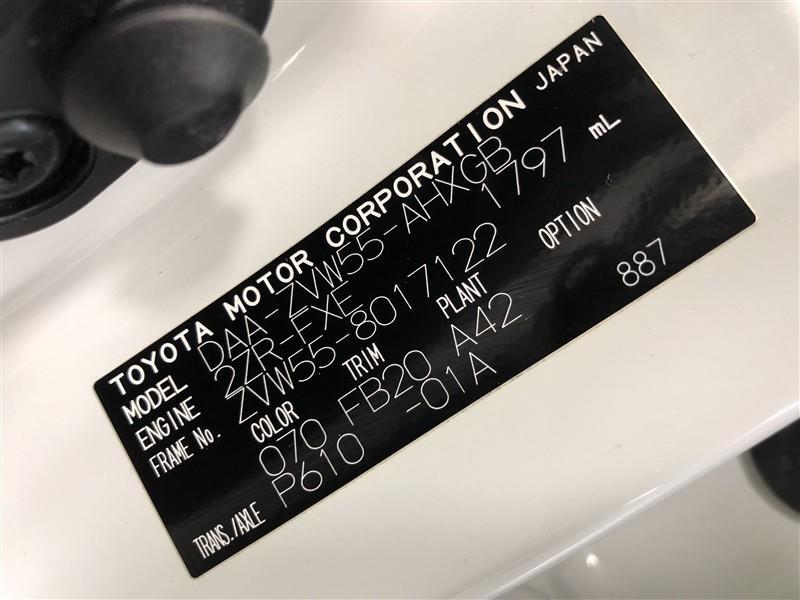 TOYOTA MOTOR CORPORATION JAPAN
MODEL DAA-ZVW55-AHXGB
ENGINE 2ZR-FXE 1797 mL
FRAME No. ZVW55-8017122
COLOR TRIM PLANT OPTION
070 FB20 A42 887
TRANS./AXLE P610 -01A